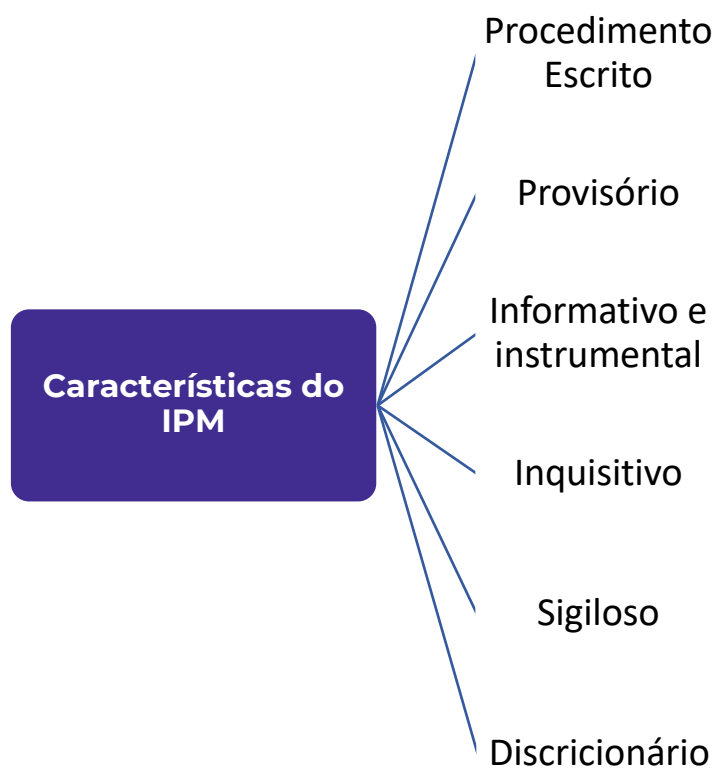 Procedimento
Escrito
Provisório
Informativo e
instrumental
Características do
IPM
Inquisitivo
Sigiloso
Discricionário